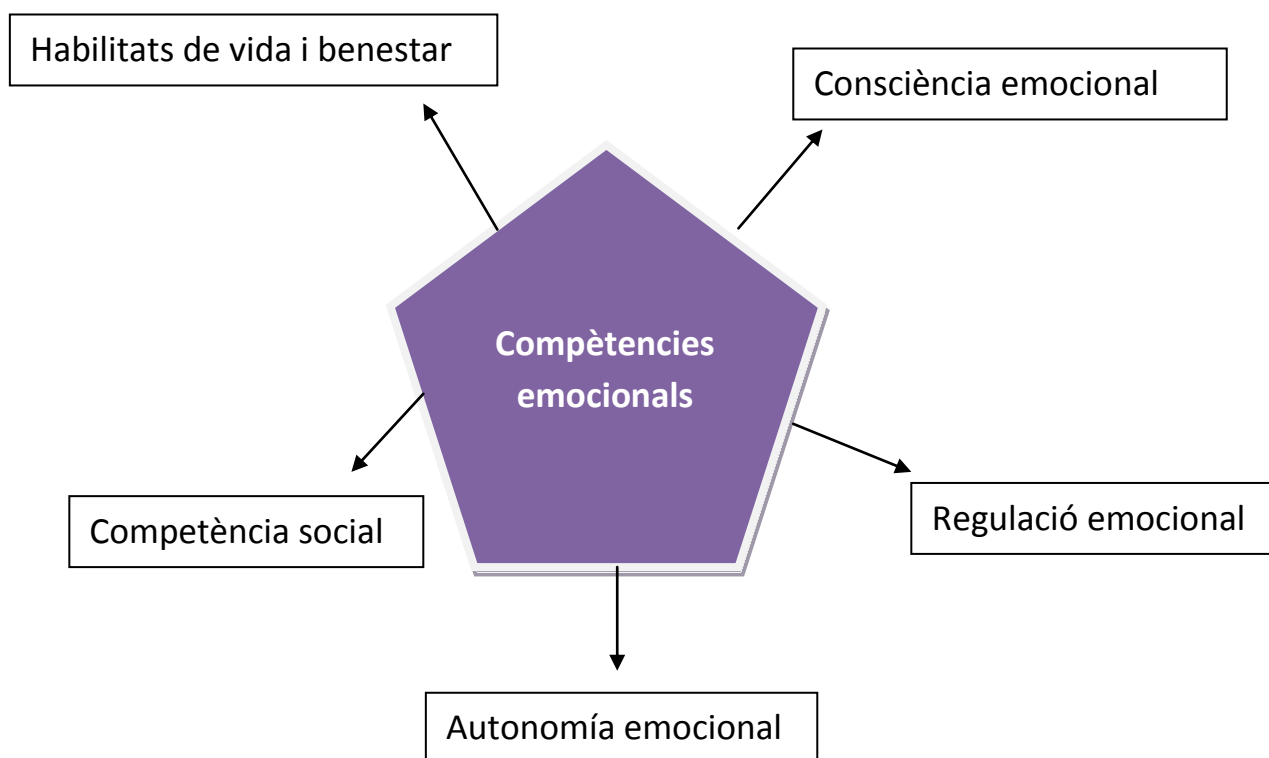 Habilitats de vida i benestar
Consciència emocional
Compètencies
emocionals
Competència social
Regulació emocional
Autonomía emocional